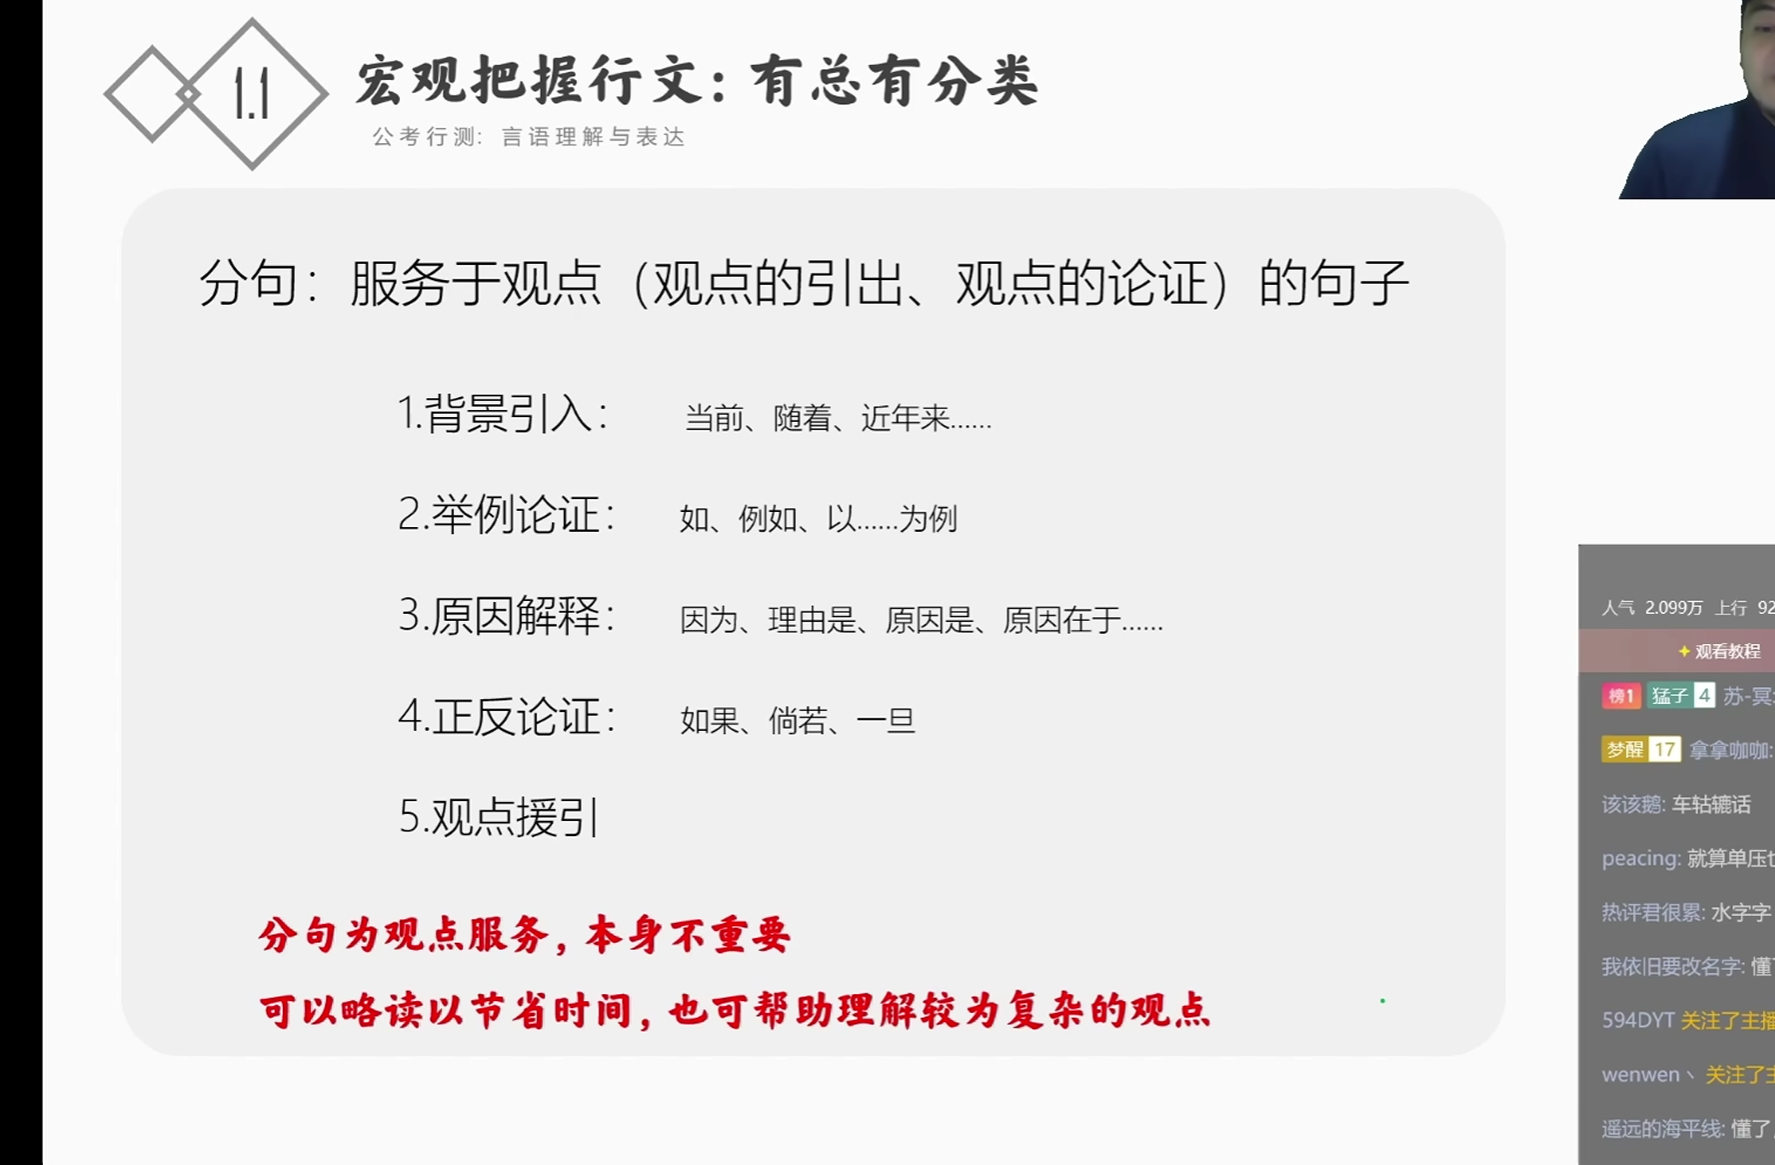 1.1
宏观把握行文：有总有分类
公考行测：言语理解与表达
分句：服务于观点（观点的引出、观点的论证）的句子
1.背景引入： 当前、随着、近年来……
2.举例论证： 如、例如、以……为例
3.原因解释： 因为、理由是、原因是、原因在于……
4.正反论证： 如果、倘若、一旦
5.观点援引
分句为观点服务，本身不重要
可以略读以节省时间，也可帮助理解较为复杂的观点
人气 2.099万 上行 92
观看教程
榜1 猛子 4 苏-冥
梦醒 17 拿拿咖咖:
该该鹅: 车轱辘话
peacing: 就算单压
热评君很累: 水字字
我依旧要改名字: 懂
594DYT 关注了主播
wenwen丶 关注了
遥远的海平线: 懂了